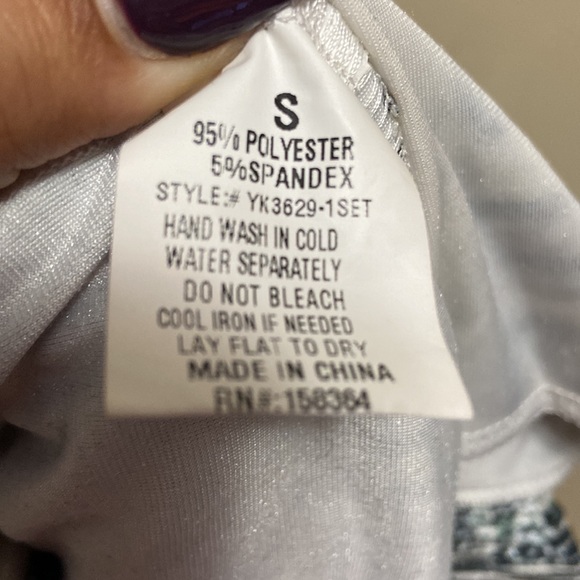 S
95% POLYESTER
5%SPANDEX
STYLE:# YK3629-1SET
HAND WASH IN COLD
WATER SEPARATELY
DO NOT BLEACH
COOL IRON IF NEEDED
LAY FLAT TO DRY
MADE IN CHINA
RN#:158364